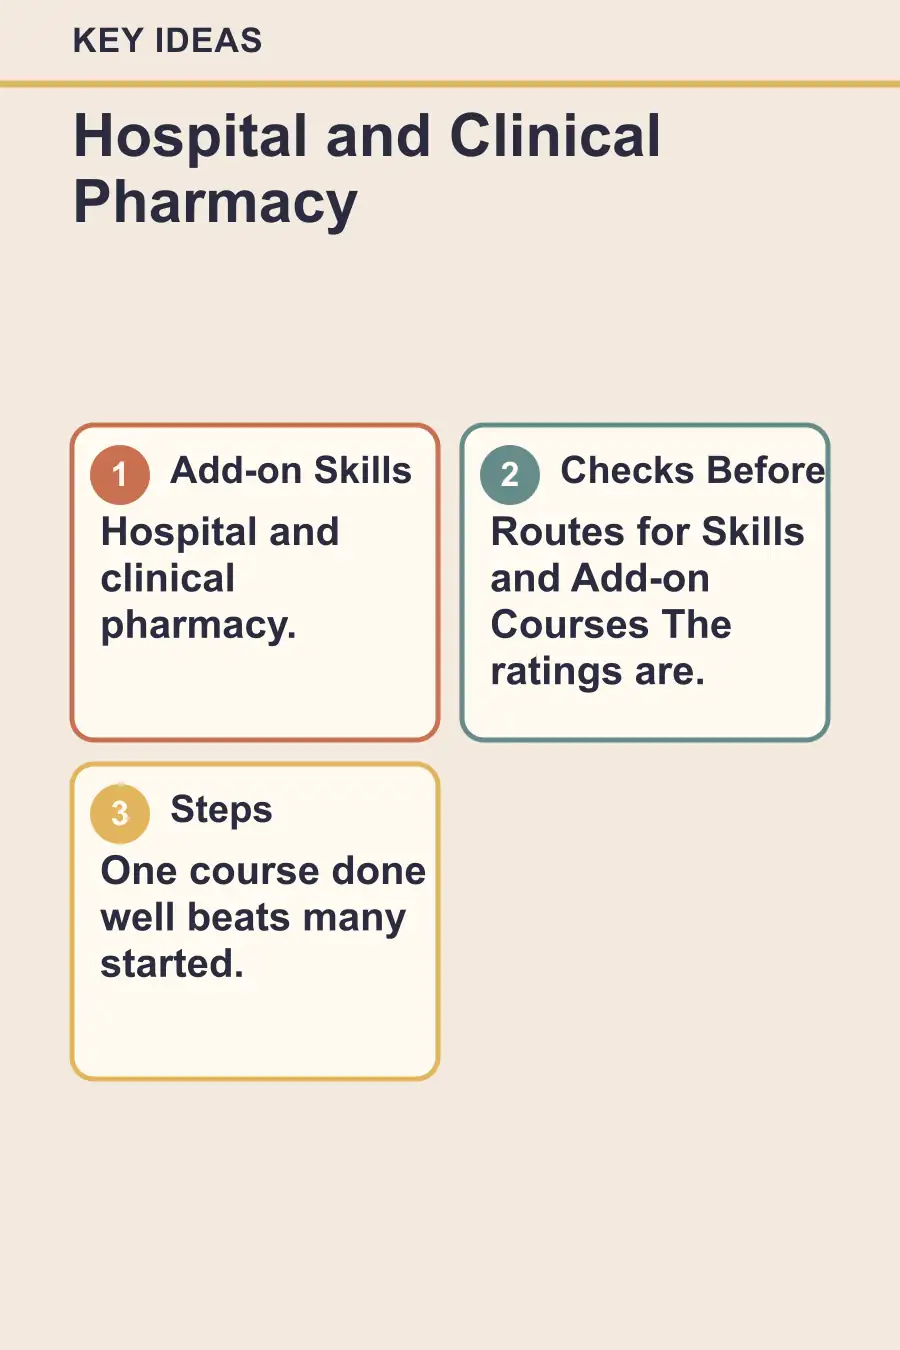 KEY IDEAS
Hospital and Clinical
Pharmacy
1 Add-on Skills
Hospital and
clinical
pharmacy.
2 Checks Before
Routes for Skills
and Add-on
Courses The
ratings are.
3 Steps
One course done
well beats many
started.